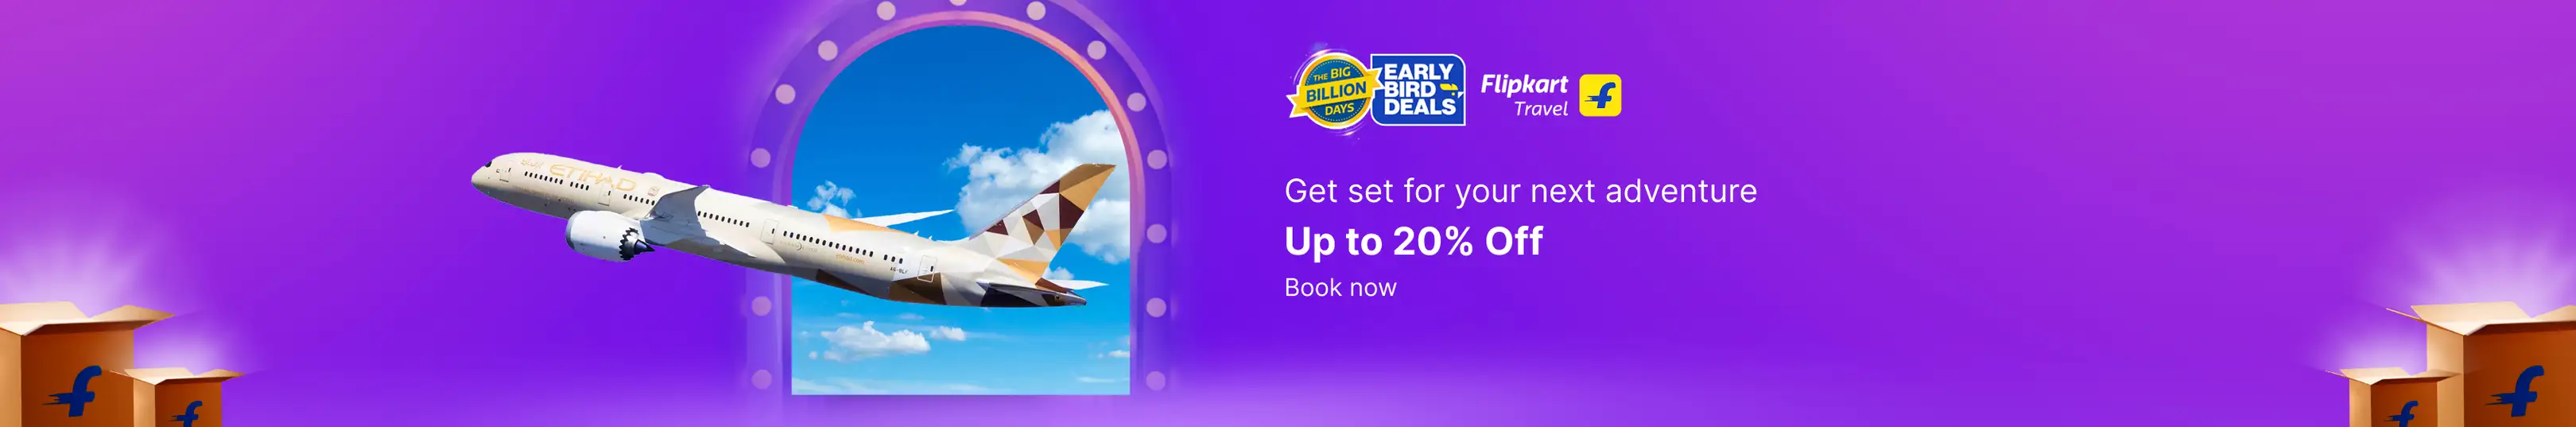 THE BIG
BILLION
DAYS
EARLY
BIRD
DEALS
Flipkart
Travel
ETIHAD
Get set for your next adventure
Up to 20% Off
Book now